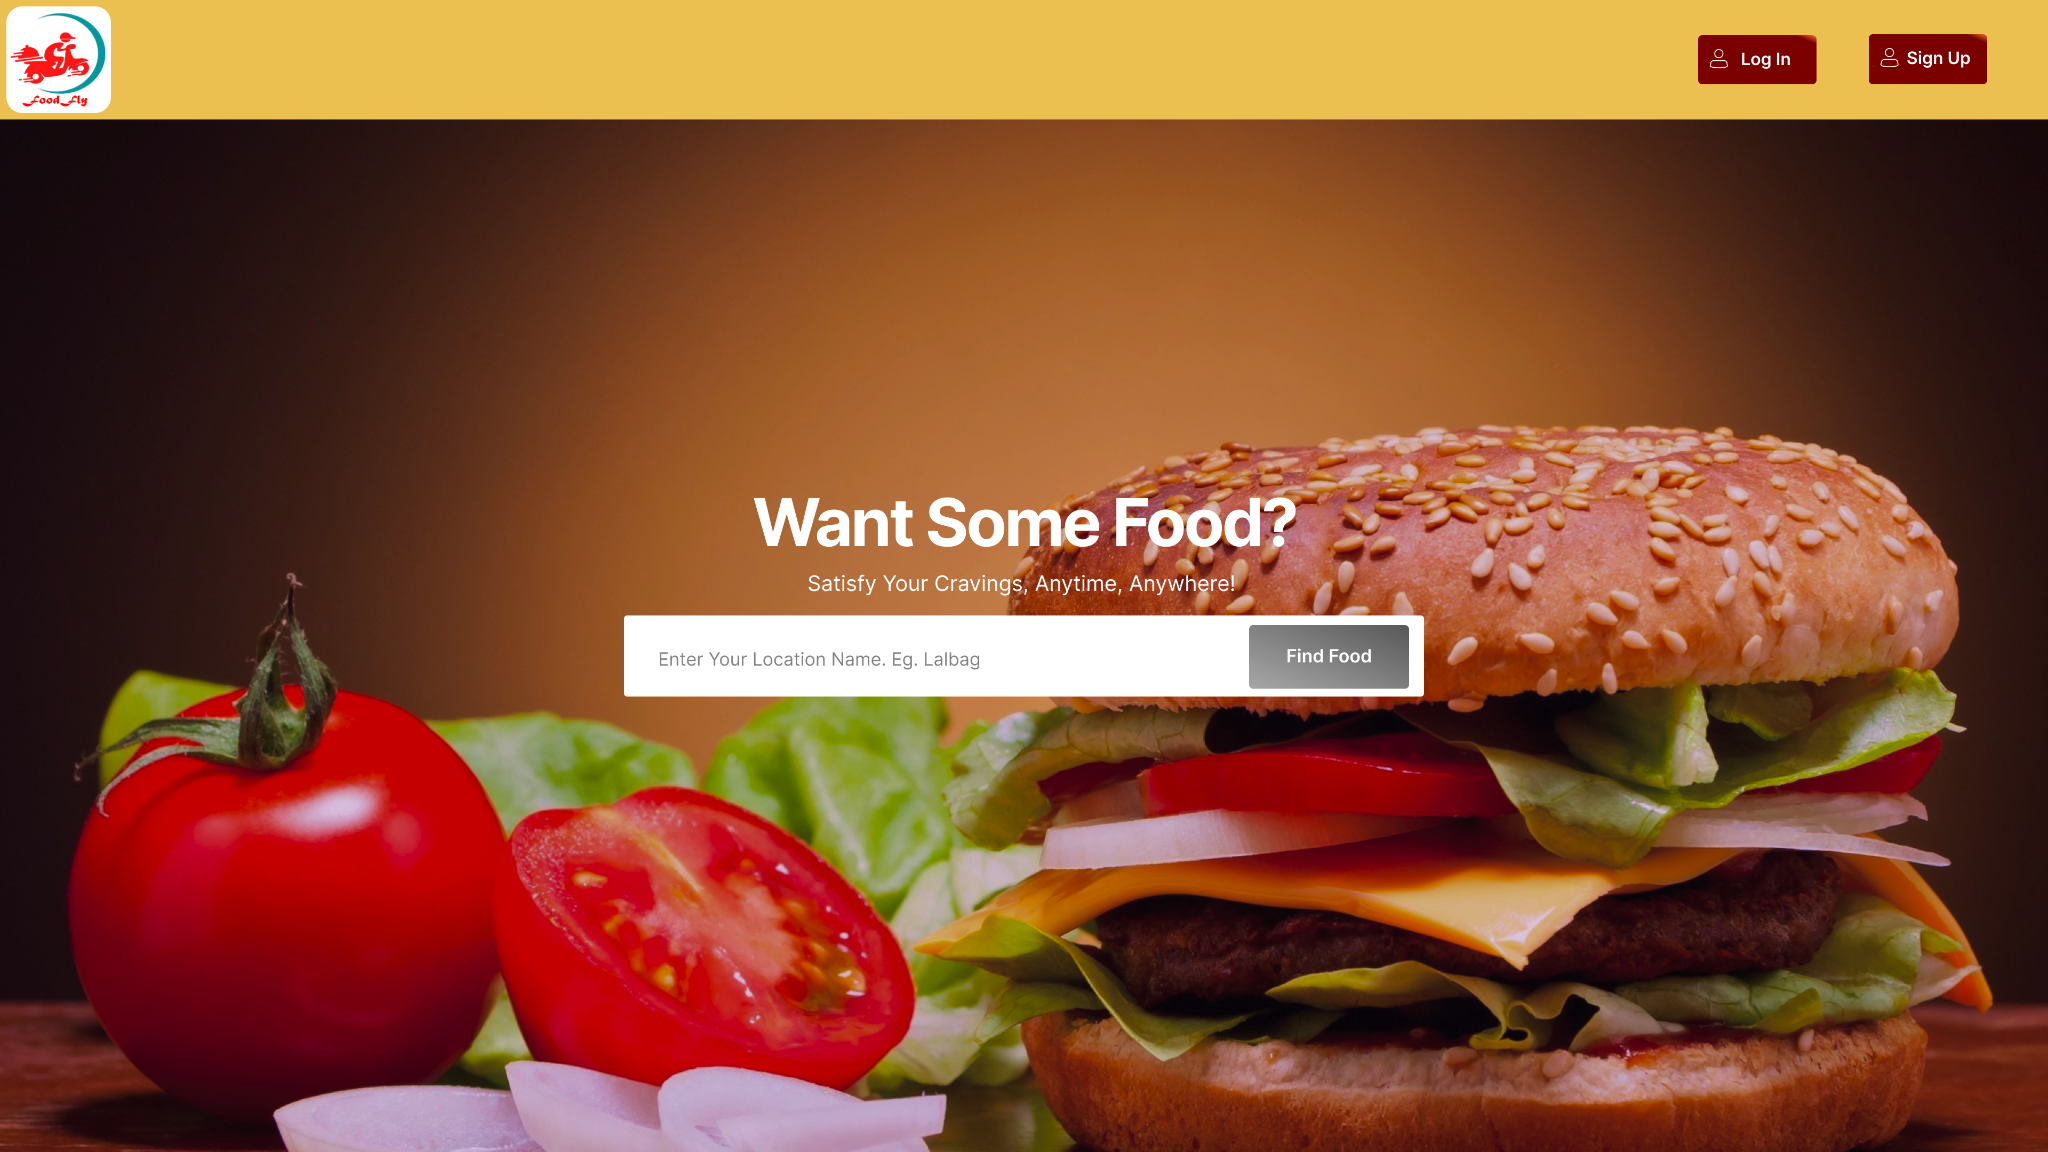 Food Fly
Log In
Sign Up
Want Some Food?
Satisfy Your Cravings, Anytime, Anywhere!
Enter Your Location Name. Eg. Lalbag
Find Food